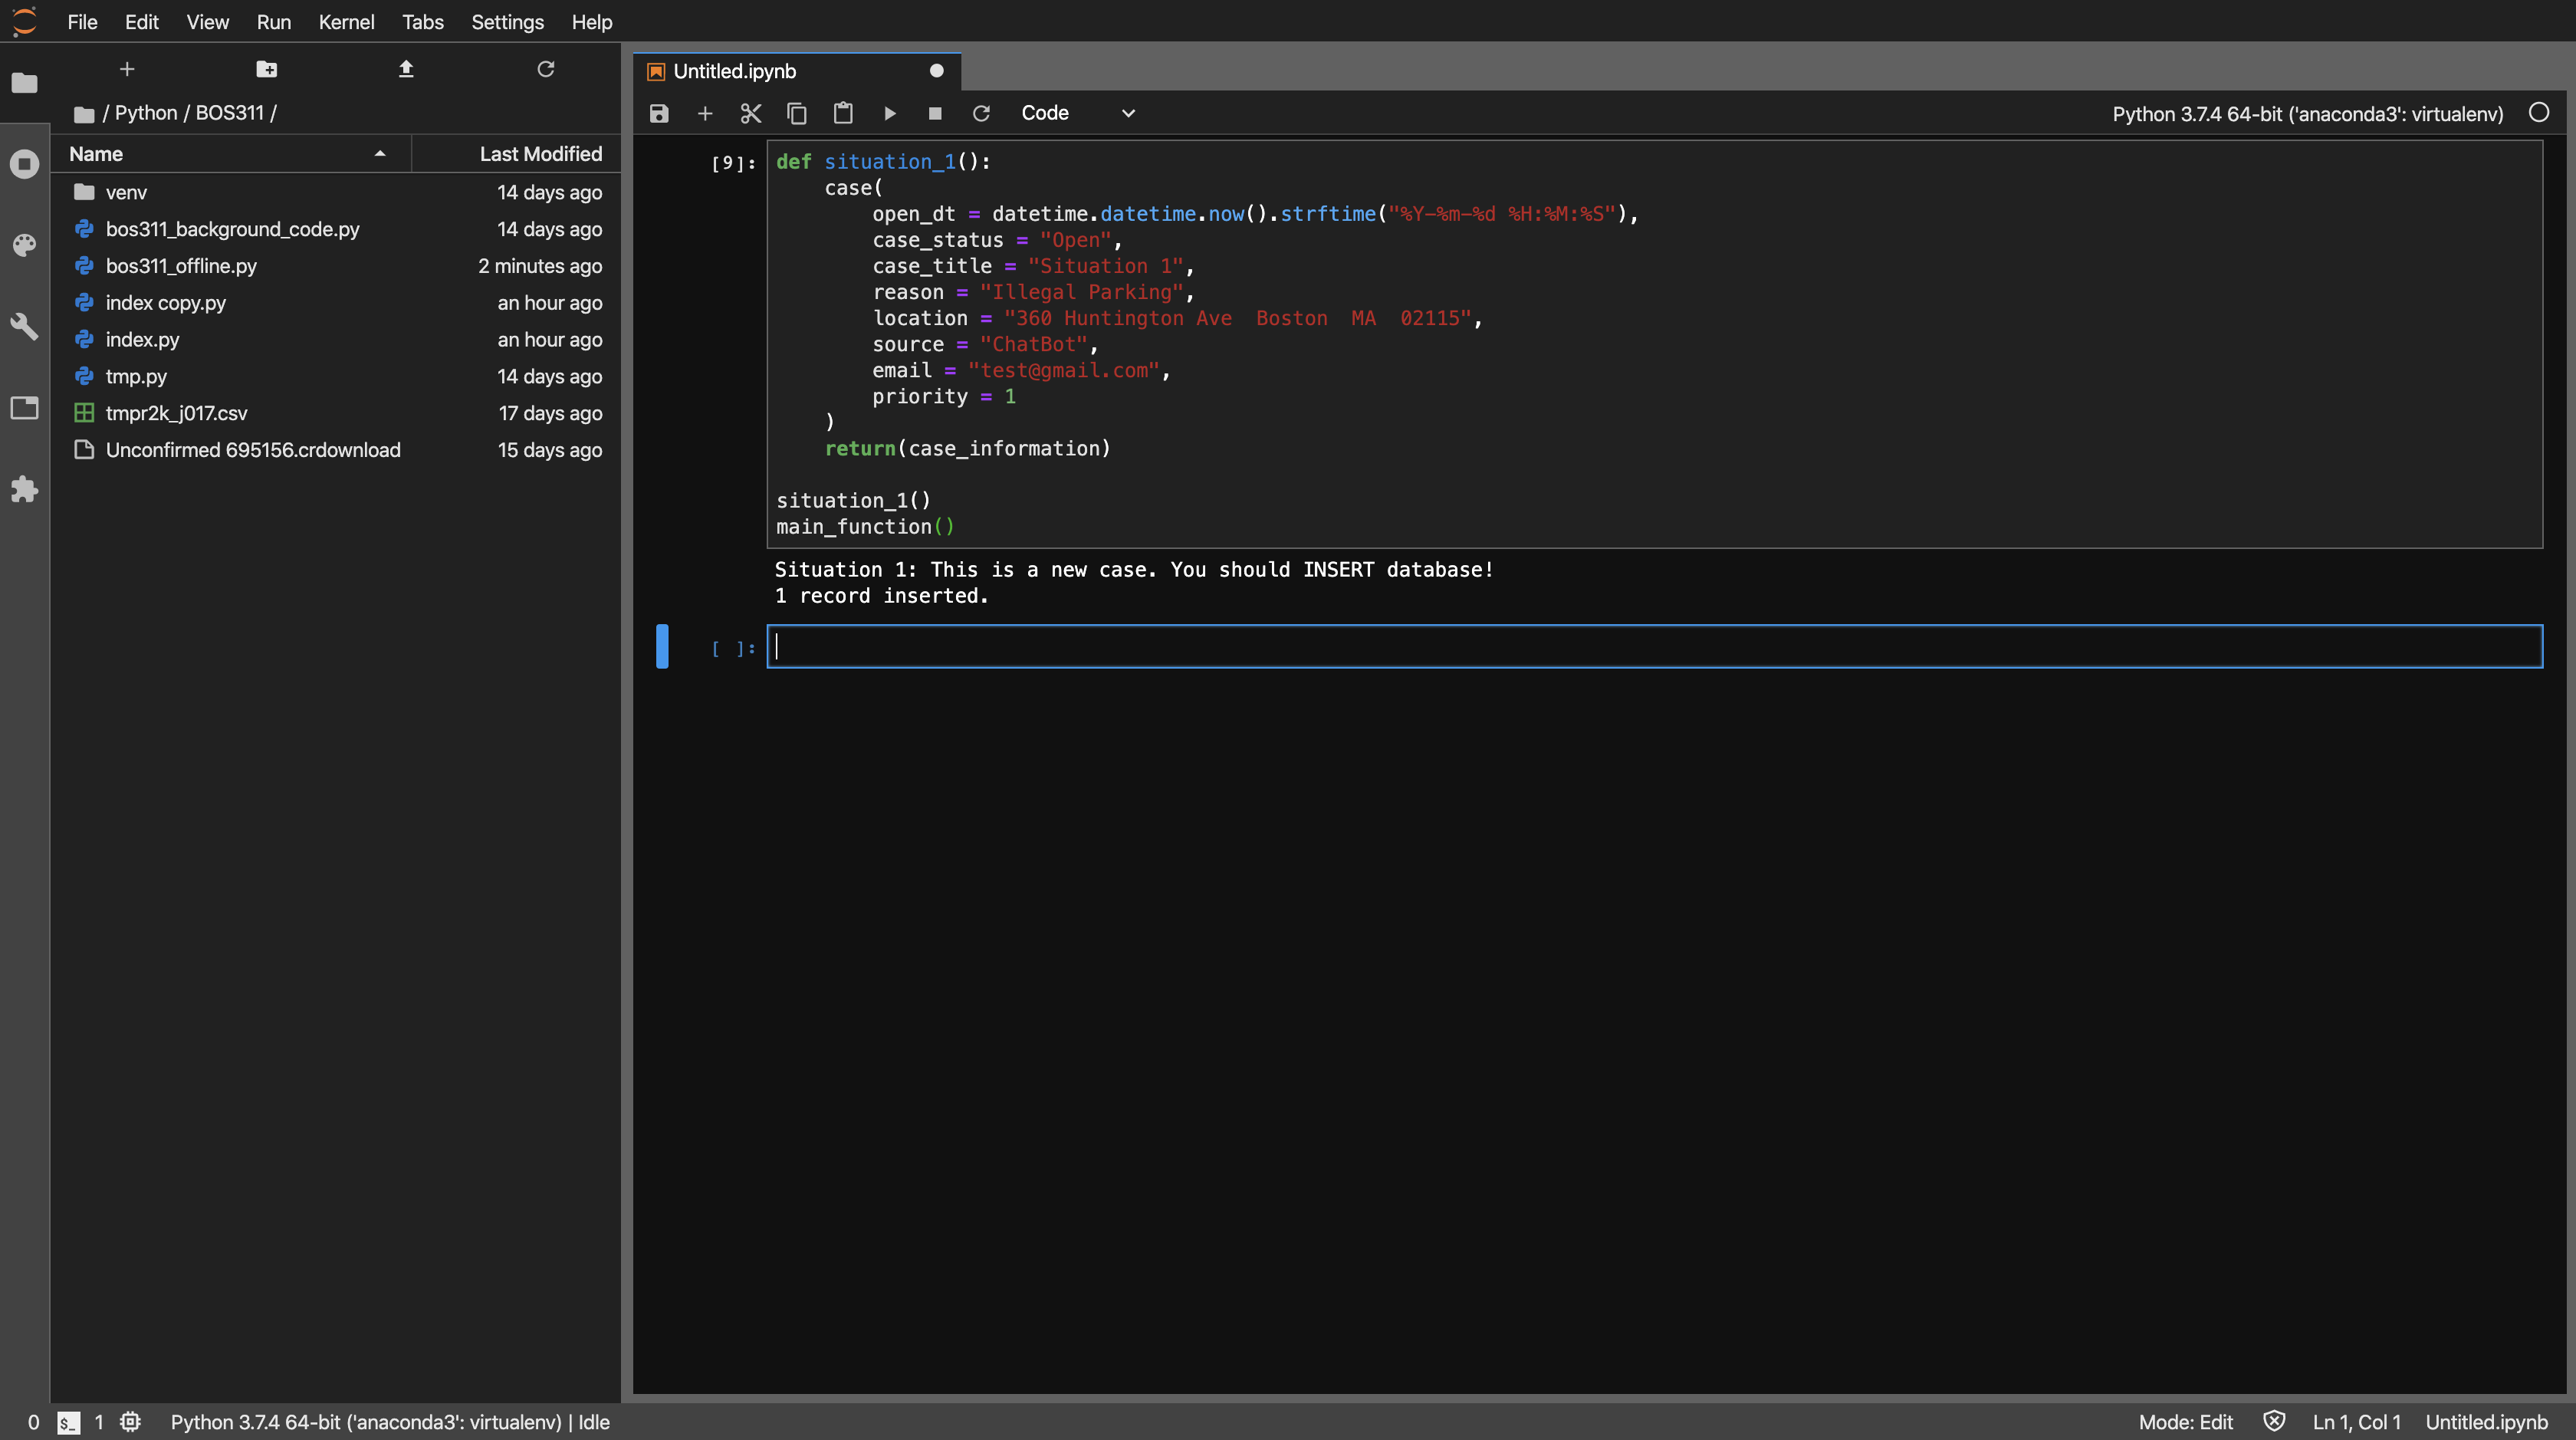 File Edit View Run Kernel Tabs Settings Help
/ Python / BOS311 /
Name Last Modified
venv 14 days ago
bos311_background_code.py 14 days ago
bos311_offline.py 2 minutes ago
index copy.py an hour ago
index.py an hour ago
tmp.py 14 days ago
tmpr2k_j017.csv 17 days ago
Unconfirmed 695156.crdownload 15 days ago
Untitled.ipynb
Code Python 3.7.4 64-bit ('anaconda3': virtualenv)
[9]: def situation_1():
    case(
        open_dt = datetime.datetime.now().strftime("%Y-%m-%d %H:%M:%S"),
        case_status = "Open",
        case_title = "Situation 1",
        reason = "Illegal Parking",
        location = "360 Huntington Ave  Boston  MA  02115",
        source = "ChatBot",
        email = "test@gmail.com",
        priority = 1
    )
    return(case_information)
situation_1()
main_function()
Situation 1: This is a new case. You should INSERT database!
1 record inserted.
[ ]:
0 $_ 1 Python 3.7.4 64-bit ('anaconda3': virtualenv) | Idle Mode: Edit Ln 1, Col 1 Untitled.ipynb